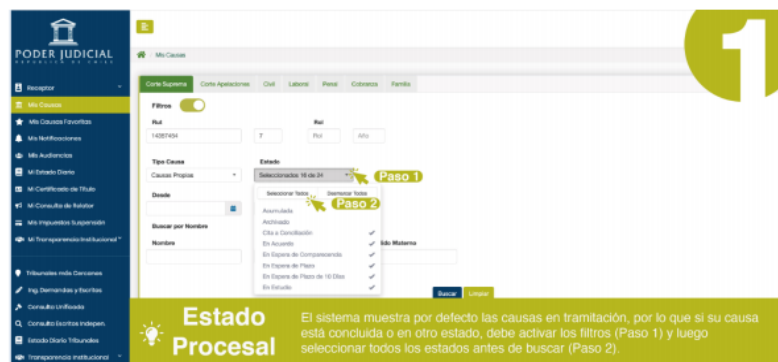 1
PODER JUDICIAL
REPÚBLICA DE CHILE
Mis Causas
Receptor
Mis Causas
Mis Causas Favoritas
Mis Notificaciones
Mis Audiencias
Mi Estado Diario
Mi Certificado de Título
Mi Consulta de Relator
Mis Impuestos Suspensión
Mi Transparencia Institucional
Tribunales más Cercanos
Ing. Demandas y Escritos
Consulta Unificada
Consulta Escritos Indepen.
Estado Diario Tribunales
Transparencia Institucional
Corte Suprema Corte Apelaciones Civil Laboral Penal Cobranza Familia
Filtros
Rut Rol
14287454 7 Rol Año
Tipo Causa Estado
Causas Propias Seleccionados 16 de 24 Paso 1)
Desde Seleccionar Todos Desmarcar Todos
Paso 2)
Acumulada
Archivado
Buscar por Nombre Cita a Conciliación
Nombre En Acuerdo ido Materno
En Espera de Comparecencia
En Espera de Plazo
En Espera de Plazo de 10 Días
En Estudio
Buscar Limpiar
Estado
Procesal
El sistema muestra por defecto las causas en tramitación, por lo que si su causa
está concluida o en otro estado, debe activar los filtros (Paso 1) y luego
seleccionar todos los estados antes de buscar (Paso 2).